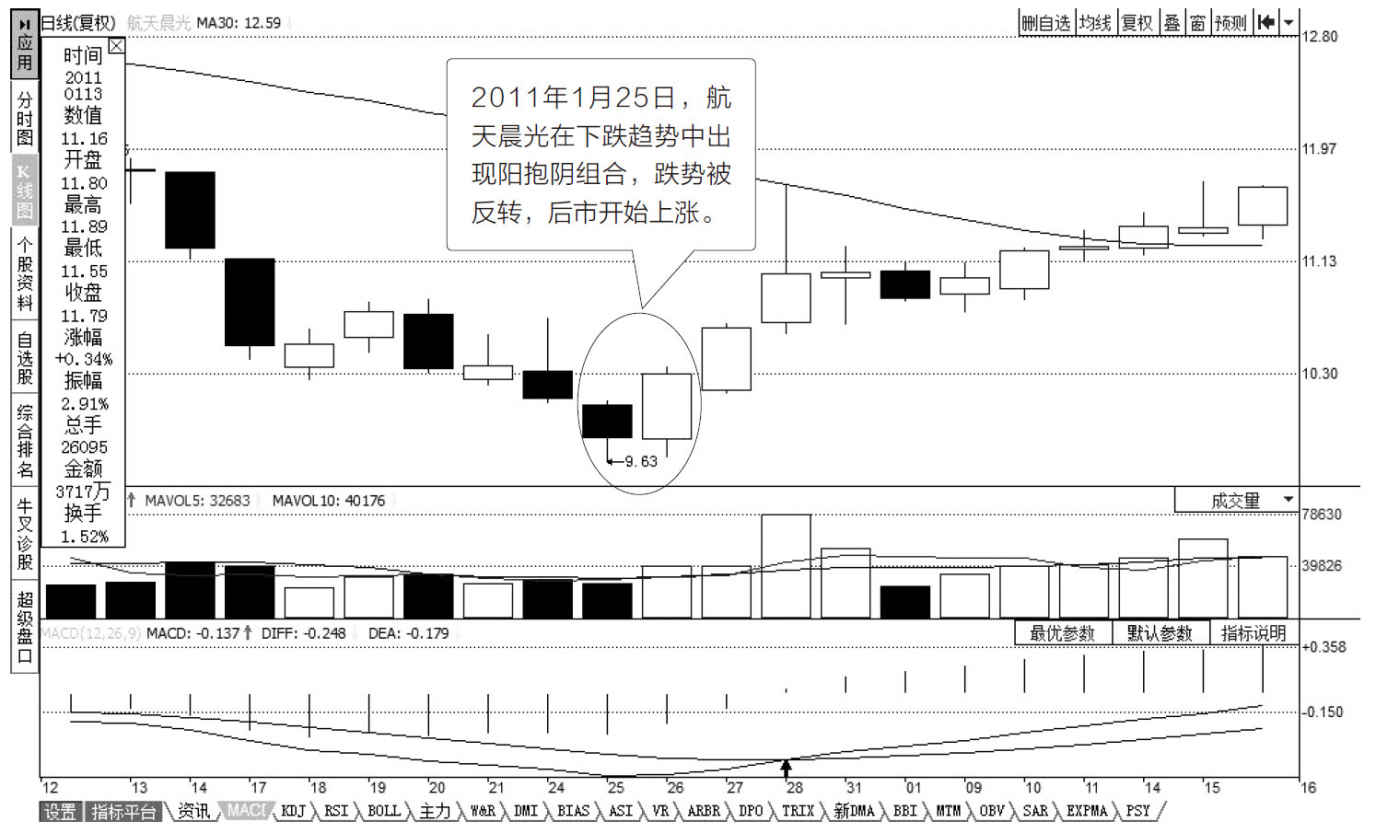 日线(复权) 航天晨光 MA30: 12.59
删自选 均线 复权 叠 窗 预测
应用
分时图
K线图
个股资料
自选股
综合排名
牛叉诊股
超级盘口
时间
2011
0113
数值
11.16
开盘
11.80
最高
11.89
最低
11.55
收盘
11.79
涨幅
+0.34%
振幅
2.91%
总手
26095
金额
3717万
换手
1.52%
2011年1月25日，航
天晨光在下跌趋势中出
现阳抱阴组合，跌势被
反转，后市开始上涨。
12.80
11.97
11.13
10.30
9.63
MAVOL5: 32683 MAVOL10: 40176
成交量
78630
39826
MACD(12,26,9) MACD: -0.137 DIFF: -0.248 DEA: -0.179
最优参数 默认参数 指标说明
+0.358
-0.150
12 13 14 17 18 19 20 21 24 25 26 27 28 31 01 09 10 11 14 15 16
设置 指标平台 资讯 MACD KDJ RSI BOLL 主力 W&R DMI BIAS ASI VR ARBR DPO TRIX 新DMA BBI MTM OBV SAR EXPMA PSY